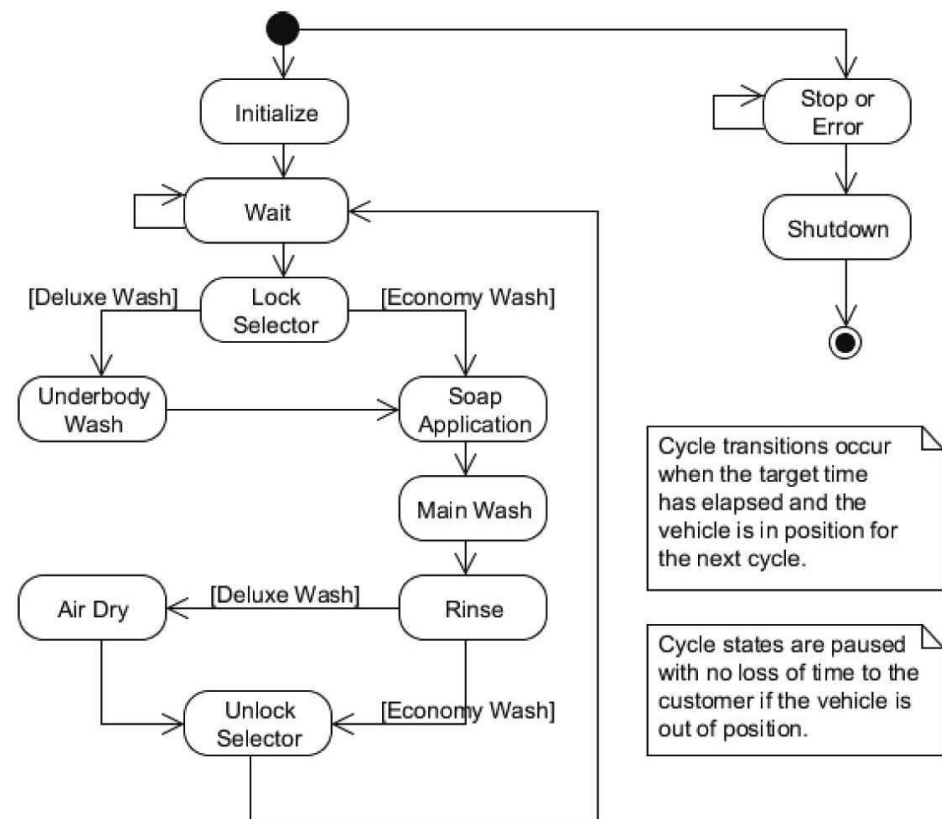 Initialize
Stop or
Error
Wait
Shutdown
[Deluxe Wash]
Lock
Selector
[Economy Wash]
Underbody
Wash
Soap
Application
Cycle transitions occur
when the target time
has elapsed and the
vehicle is in position for
the next cycle.
Main Wash
Air Dry
[Deluxe Wash]
Rinse
Cycle states are paused
with no loss of time to the
customer if the vehicle is
out of position.
Unlock
Selector
[Economy Wash]